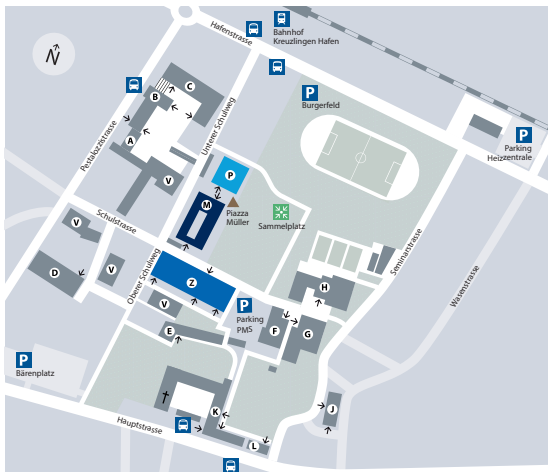 Hafenstrasse
Bahnhof
Kreuzlingen Hafen
N
P
Burgerfeld
P
Parking
Heizzentrale
Pestalozzistrasse
B
C
A
V
Unterer Schulweg
P
M
Piazza
Müller
Sammelplatz
Seminarstrasse
Wasenstrasse
V
Schulstrasse
D
V
Oberer Schulweg
Z
V
H
P
Parking
PMS
E
F
G
P
Bärenplatz
Hauptstrasse
K
L
J